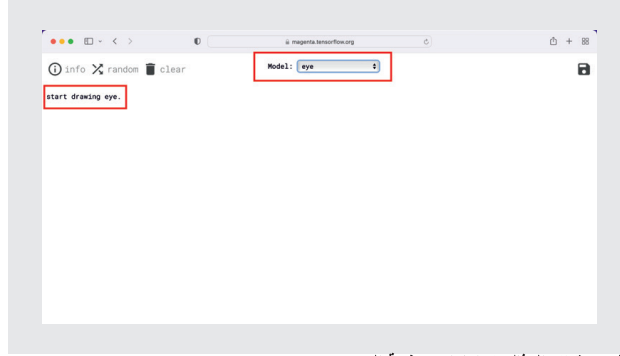 magenta.tensorflow.org
info random clear Model: eye
start drawing eye.